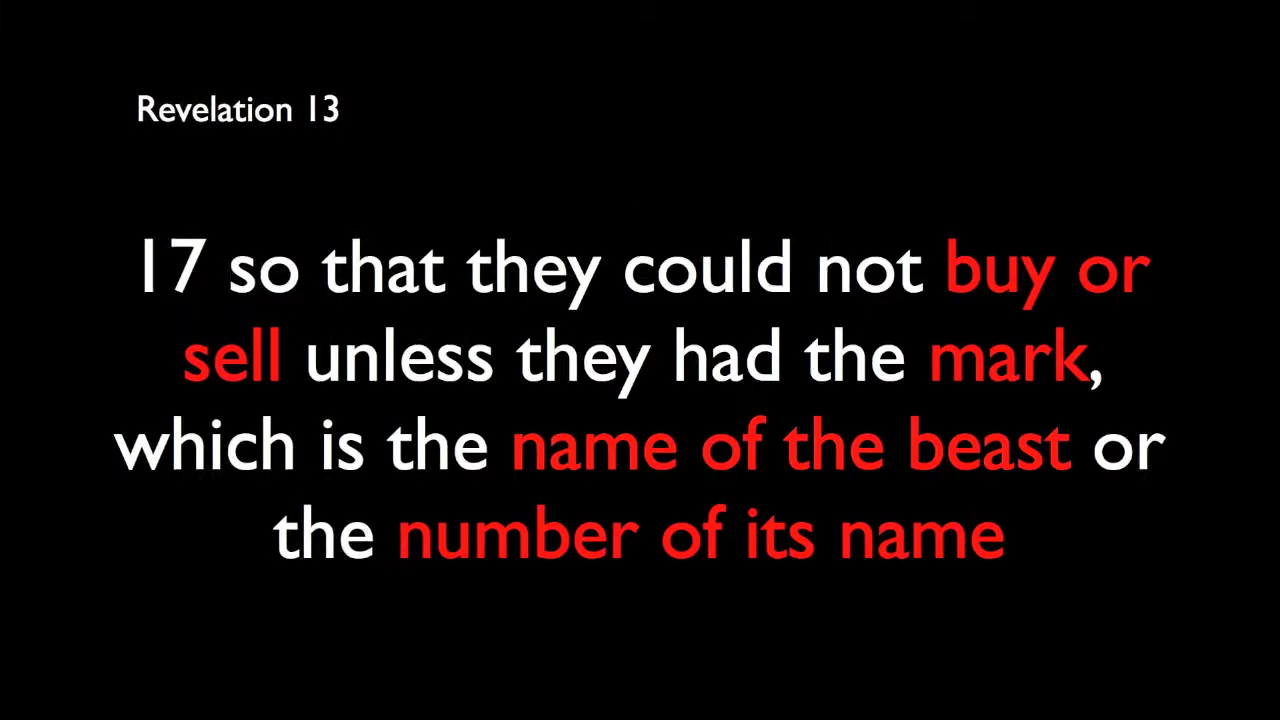 Revelation 13
17 so that they could not buy or
sell unless they had the mark,
which is the name of the beast or
the number of its name